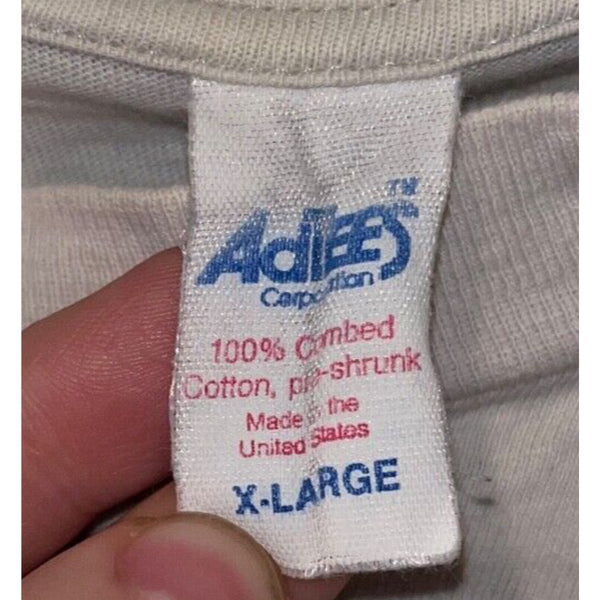 AdTees™
Corporation
100% Combed
Cotton, pre-shrunk
Made in the
United States
X-LARGE